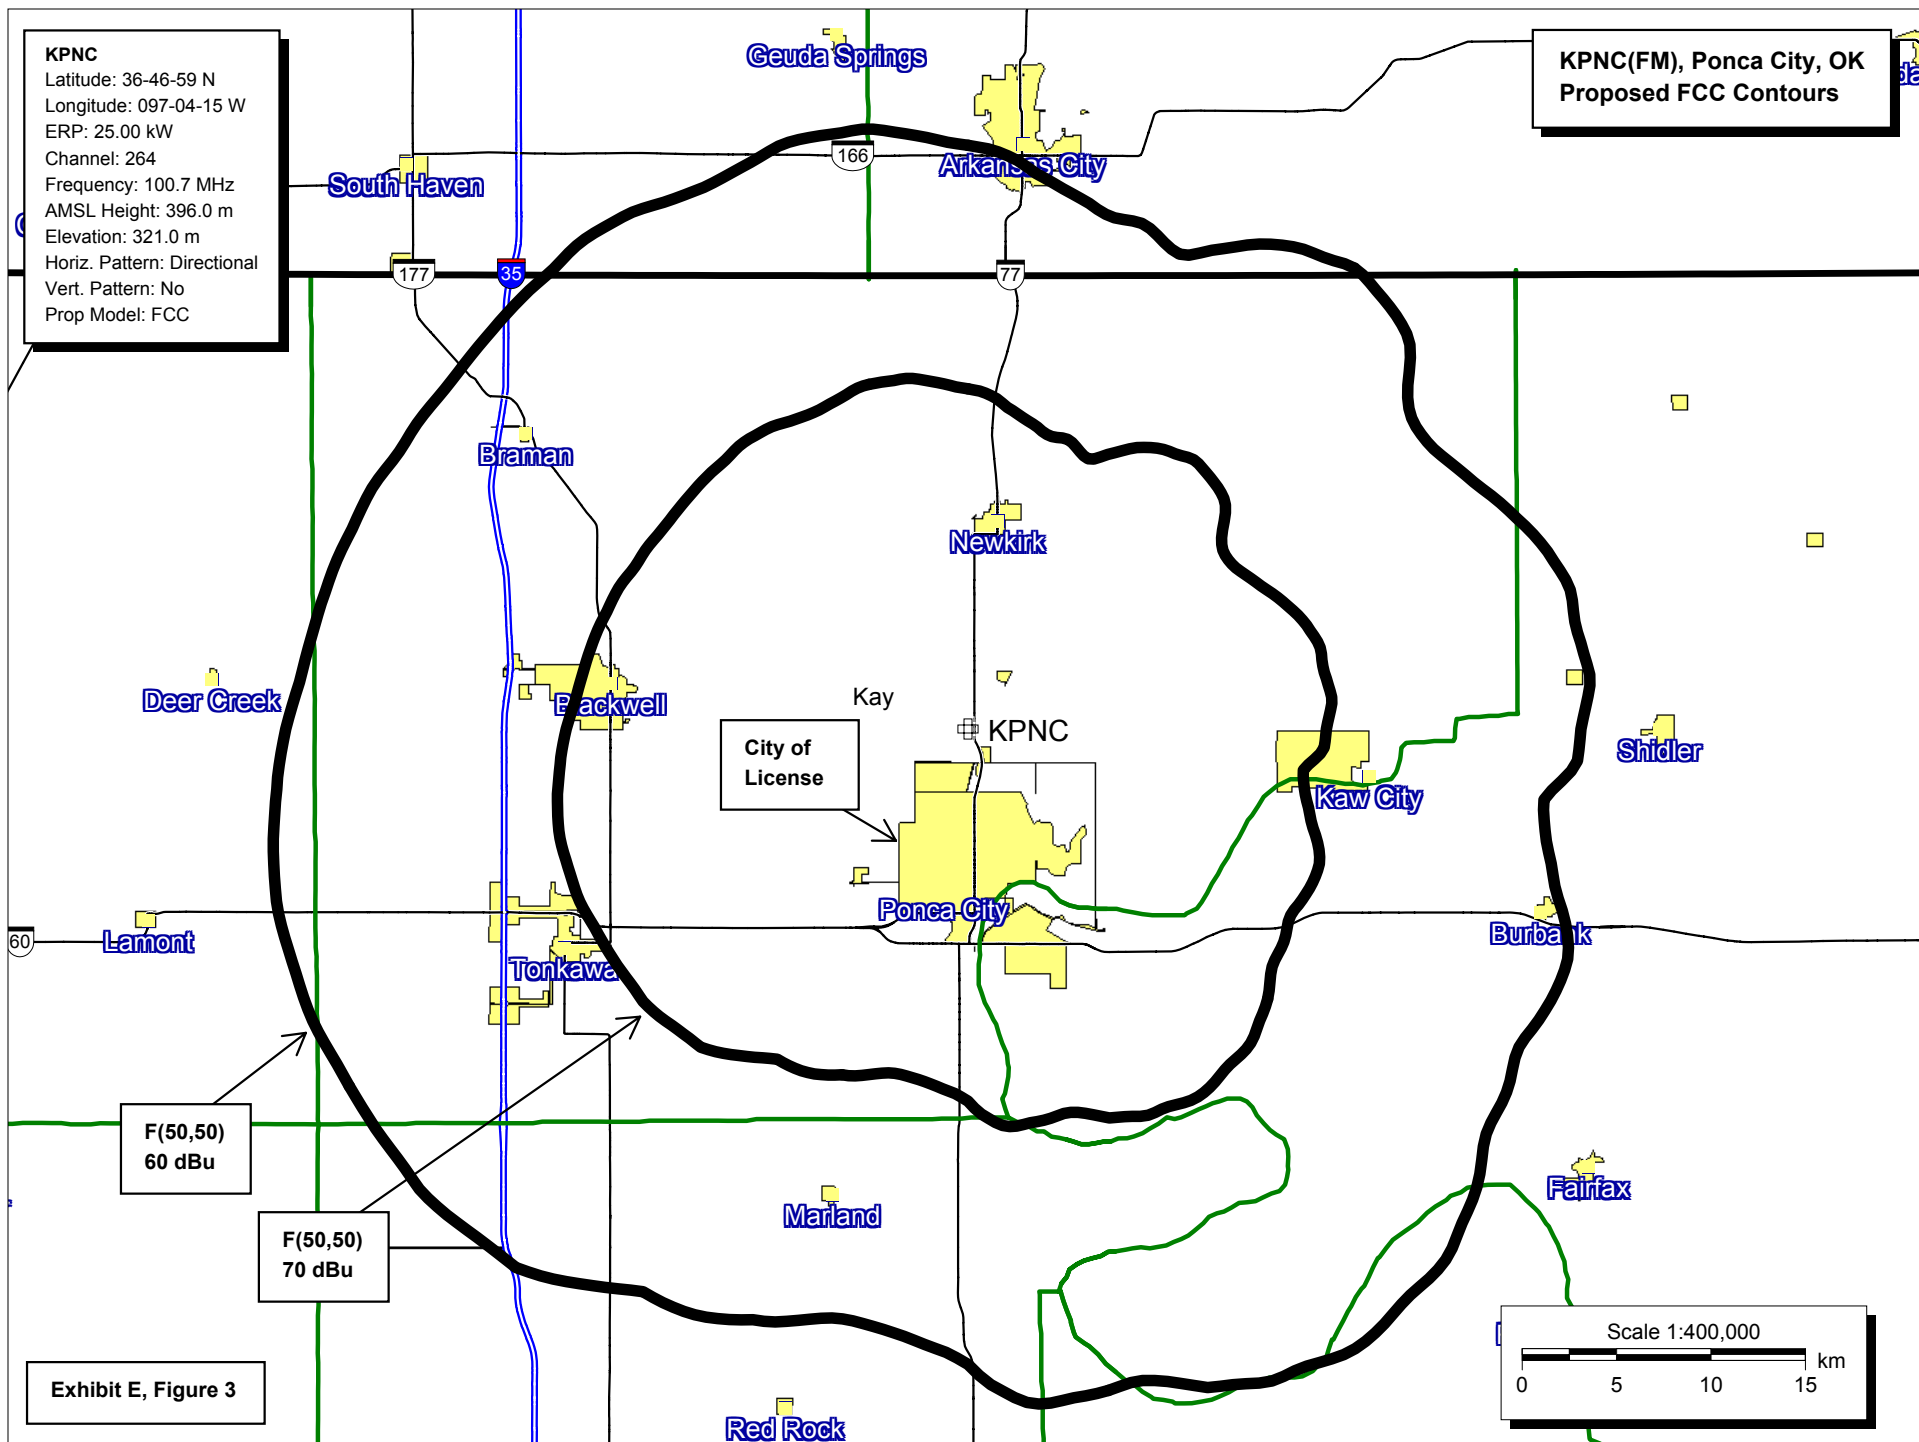 KPNC
Latitude: 36-46-59 N
Longitude: 097-04-15 W
ERP: 25.00 kW
Channel: 264
Frequency: 100.7 MHz
AMSL Height: 396.0 m
Elevation: 321.0 m
Horiz. Pattern: Directional
Vert. Pattern: No
Prop Model: FCC
KPNC(FM), Ponca City, OK
Proposed FCC Contours
Geuda Springs
166
Arkansas City
South Haven
177
35
77
Braman
Newkirk
Deer Creek
Blackwell
Kay
KPNC
City of
License
Shidler
Kaw City
Ponca City
60
Lamont
Tonkawa
Burbank
F(50,50)
60 dBu
F(50,50)
70 dBu
Marland
Fairfax
Red Rock
Exhibit E, Figure 3
Scale 1:400,000
km
0 5 10 15